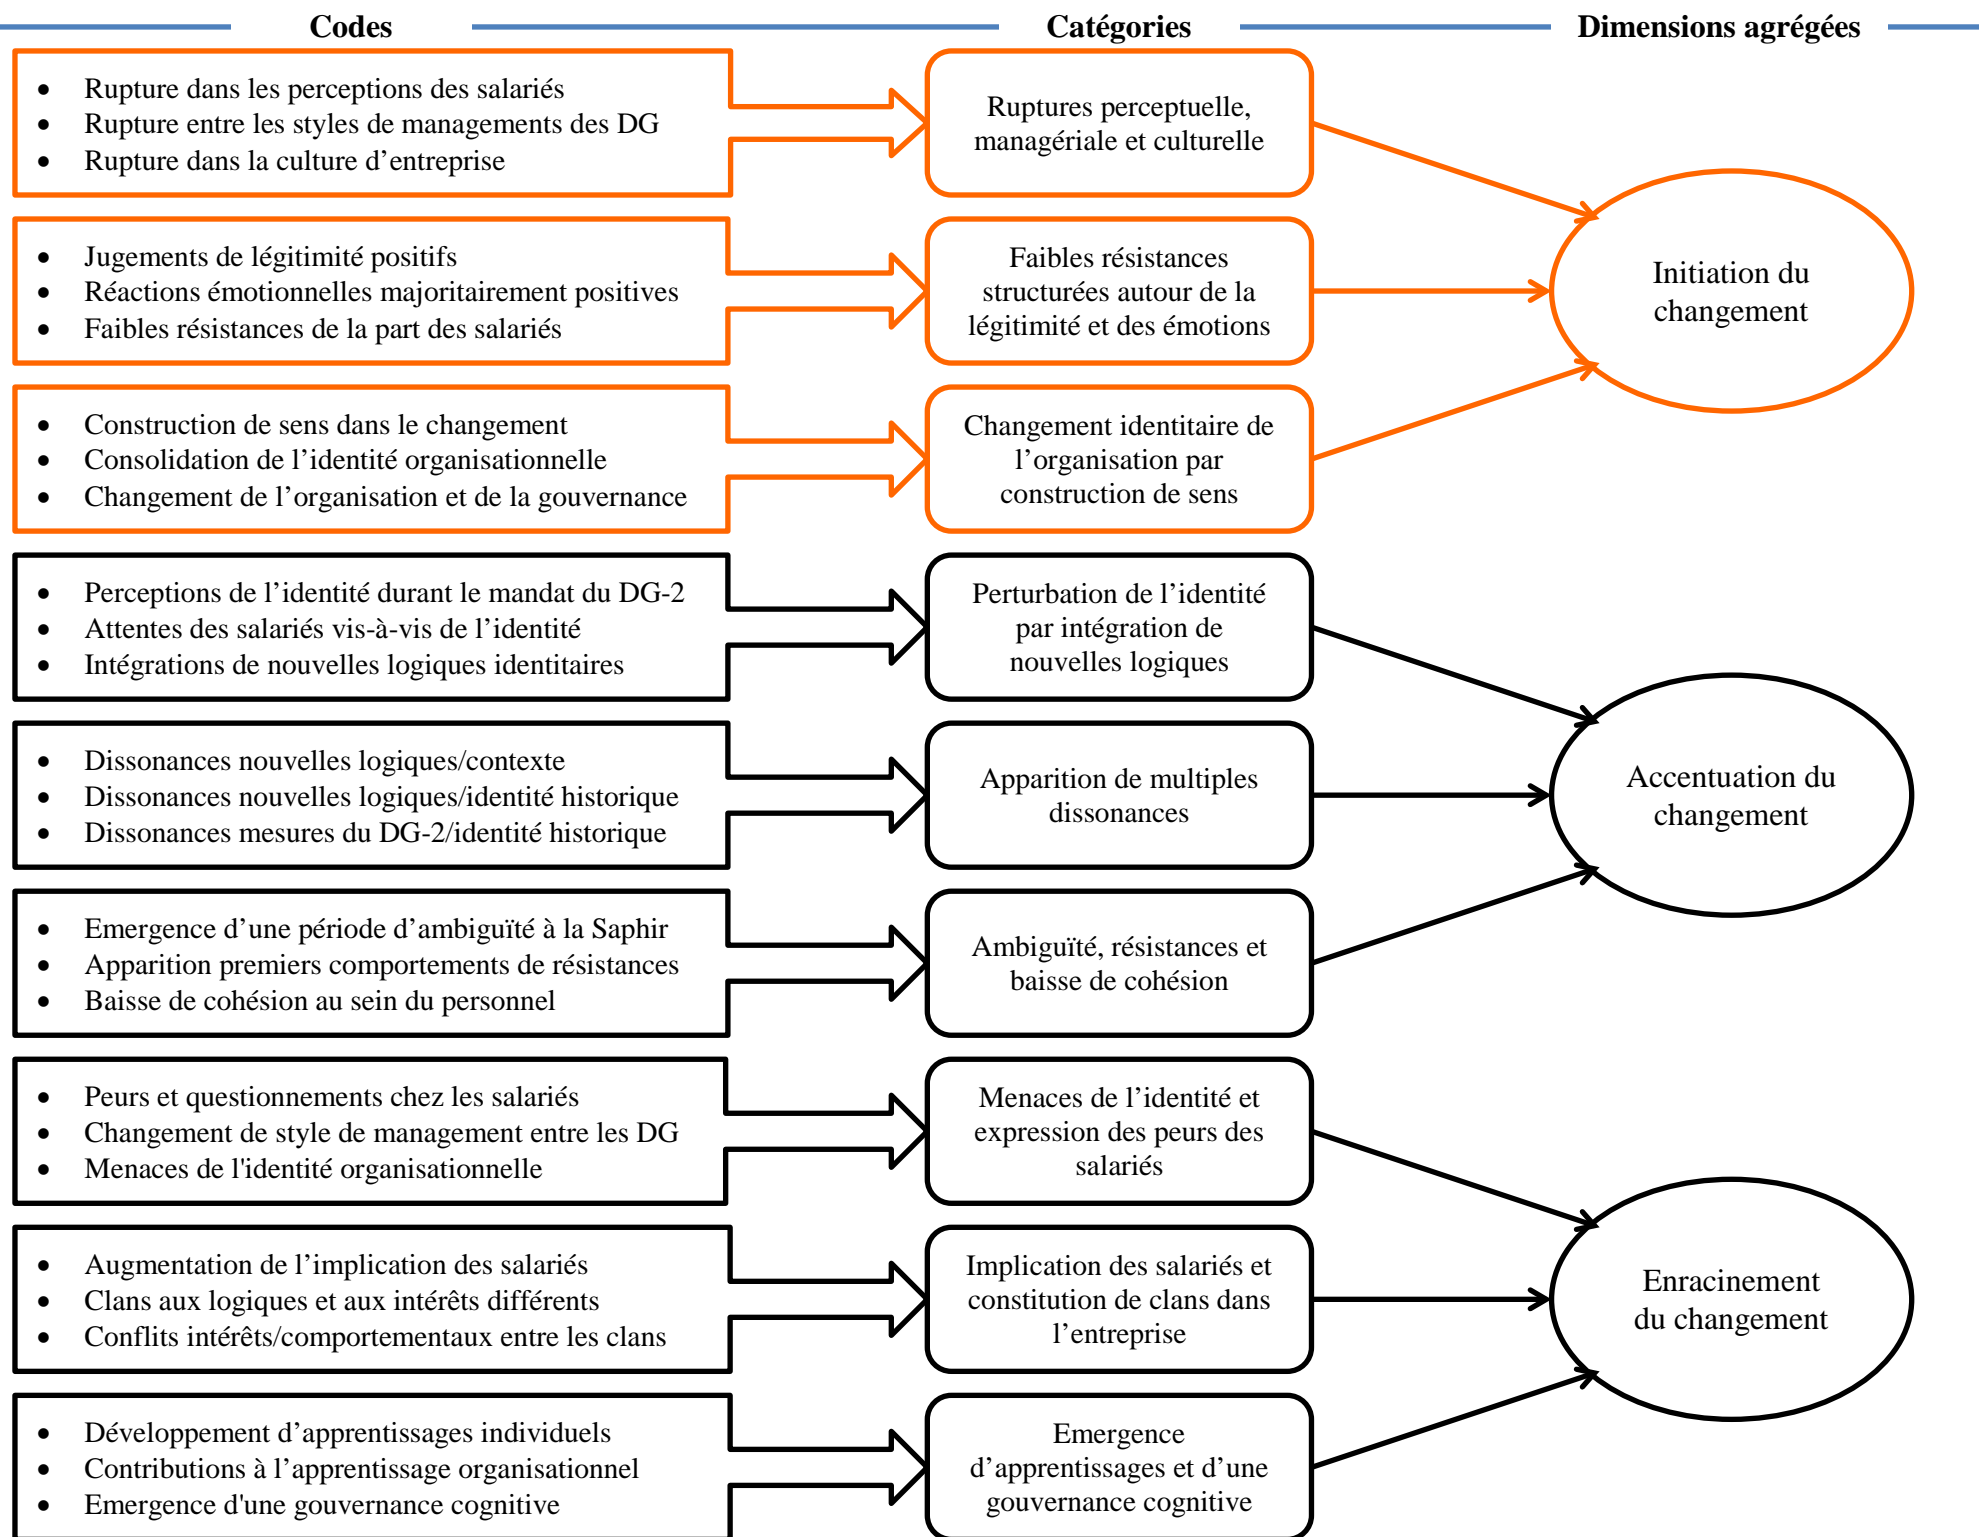 Codes
Catégories
Dimensions agrégées
• Rupture dans les perceptions des salariés
• Rupture entre les styles de managements des DG
• Rupture dans la culture d’entreprise
Ruptures perceptuelle,
managériale et culturelle
• Jugements de légitimité positifs
• Réactions émotionnelles majoritairement positives
• Faibles résistances de la part des salariés
Faibles résistances
structurées autour de la
légitimité et des émotions
Initiation du
changement
• Construction de sens dans le changement
• Consolidation de l’identité organisationnelle
• Changement de l’organisation et de la gouvernance
Changement identitaire de
l’organisation par
construction de sens
• Perceptions de l’identité durant le mandat du DG-2
• Attentes des salariés vis-à-vis de l’identité
• Intégrations de nouvelles logiques identitaires
Perturbation de l’identité
par intégration de
nouvelles logiques
• Dissonances nouvelles logiques/contexte
• Dissonances nouvelles logiques/identité historique
• Dissonances mesures du DG-2/identité historique
Apparition de multiples
dissonances
Accentuation du
changement
• Emergence d’une période d’ambiguïté à la Saphir
• Apparition premiers comportements de résistances
• Baisse de cohésion au sein du personnel
Ambiguïté, résistances et
baisse de cohésion
• Peurs et questionnements chez les salariés
• Changement de style de management entre les DG
• Menaces de l'identité organisationnelle
Menaces de l’identité et
expression des peurs des
salariés
• Augmentation de l’implication des salariés
• Clans aux logiques et aux intérêts différents
• Conflits intérêts/comportementaux entre les clans
Implication des salariés et
constitution de clans dans
l’entreprise
Enracinement
du changement
• Développement d’apprentissages individuels
• Contributions à l’apprentissage organisationnel
• Emergence d'une gouvernance cognitive
Emergence
d’apprentissages et d’une
gouvernance cognitive